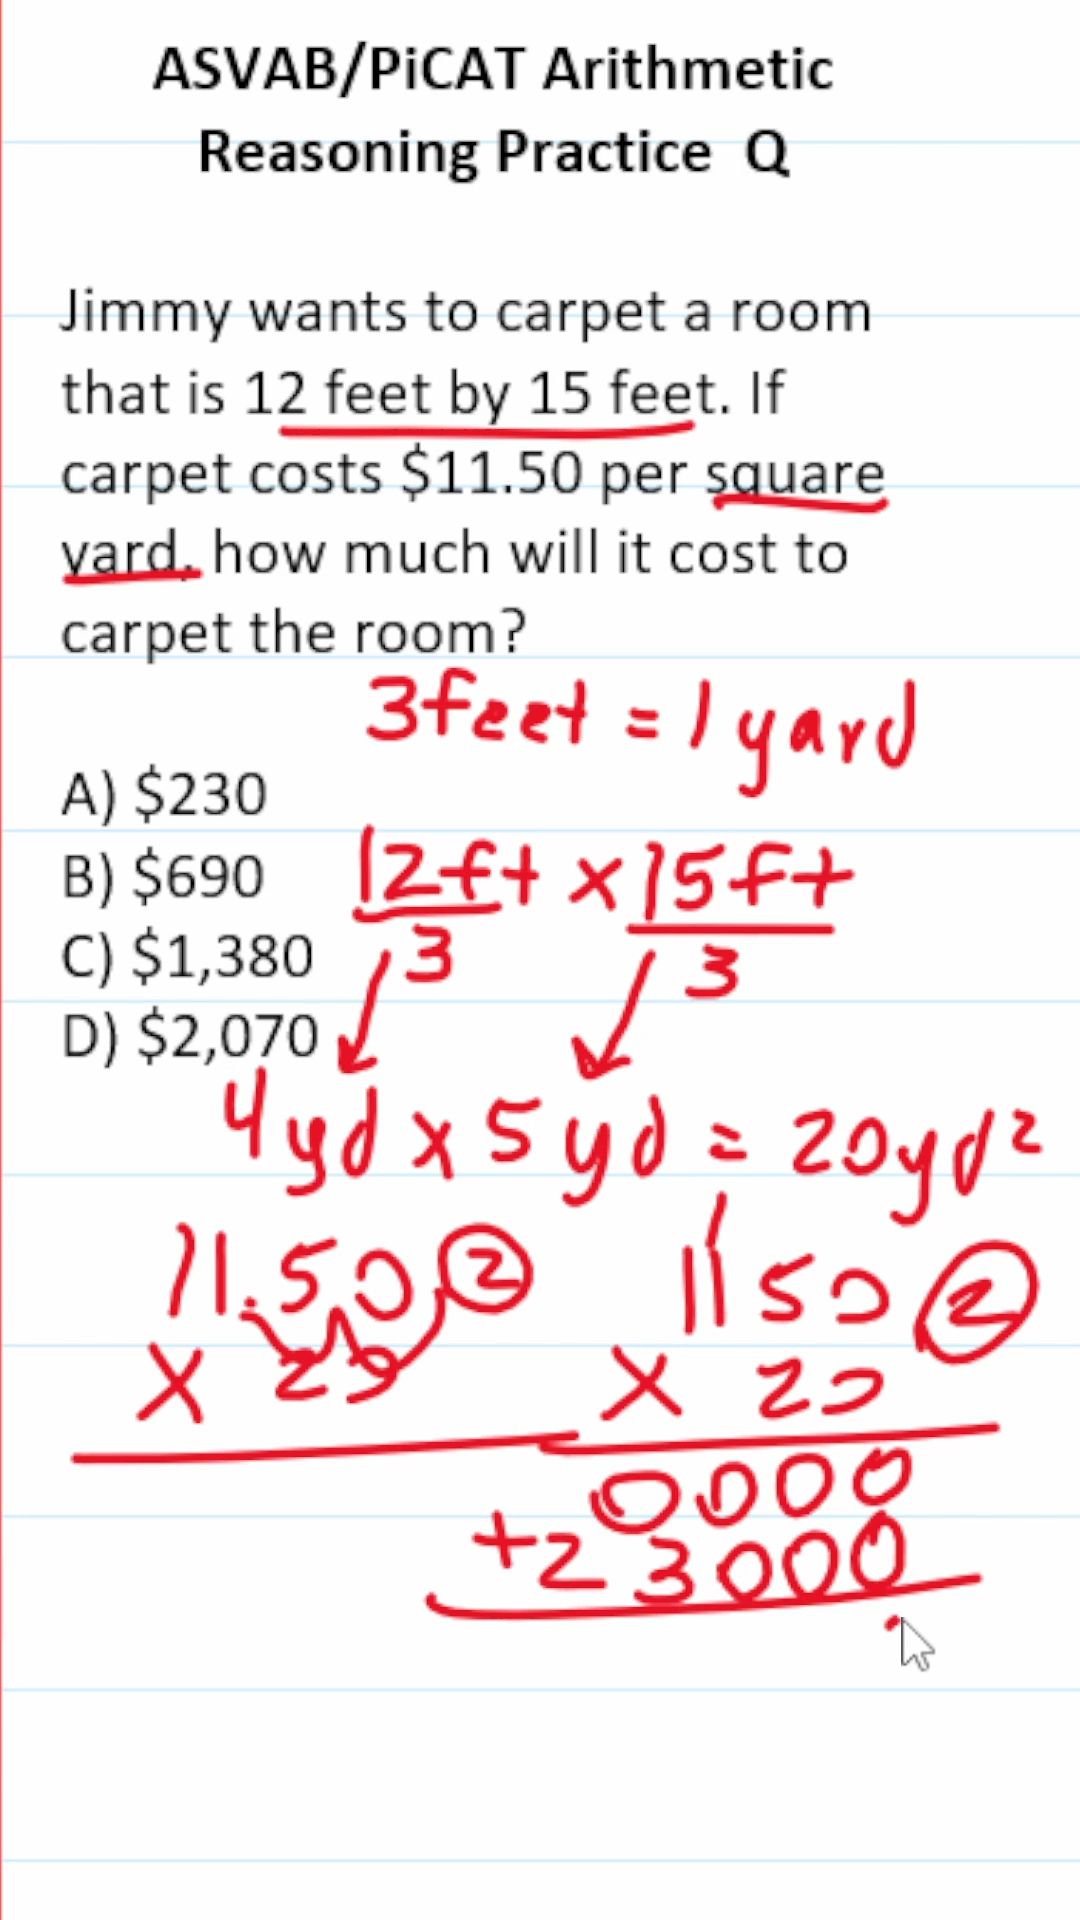 ASVAB/PiCAT Arithmetic
Reasoning Practice Q
Jimmy wants to carpet a room
that is 12 feet by 15 feet. If
carpet costs $11.50 per square
yard, how much will it cost to
carpet the room?
3feet = 1 yard
A) $230
B) $690
C) $1,380
D) $2,070
12ft x 15ft
3 3
4yd x 5yd = 20yd²
11.50 2 1150 2
x 20 x 20
0000
+23000